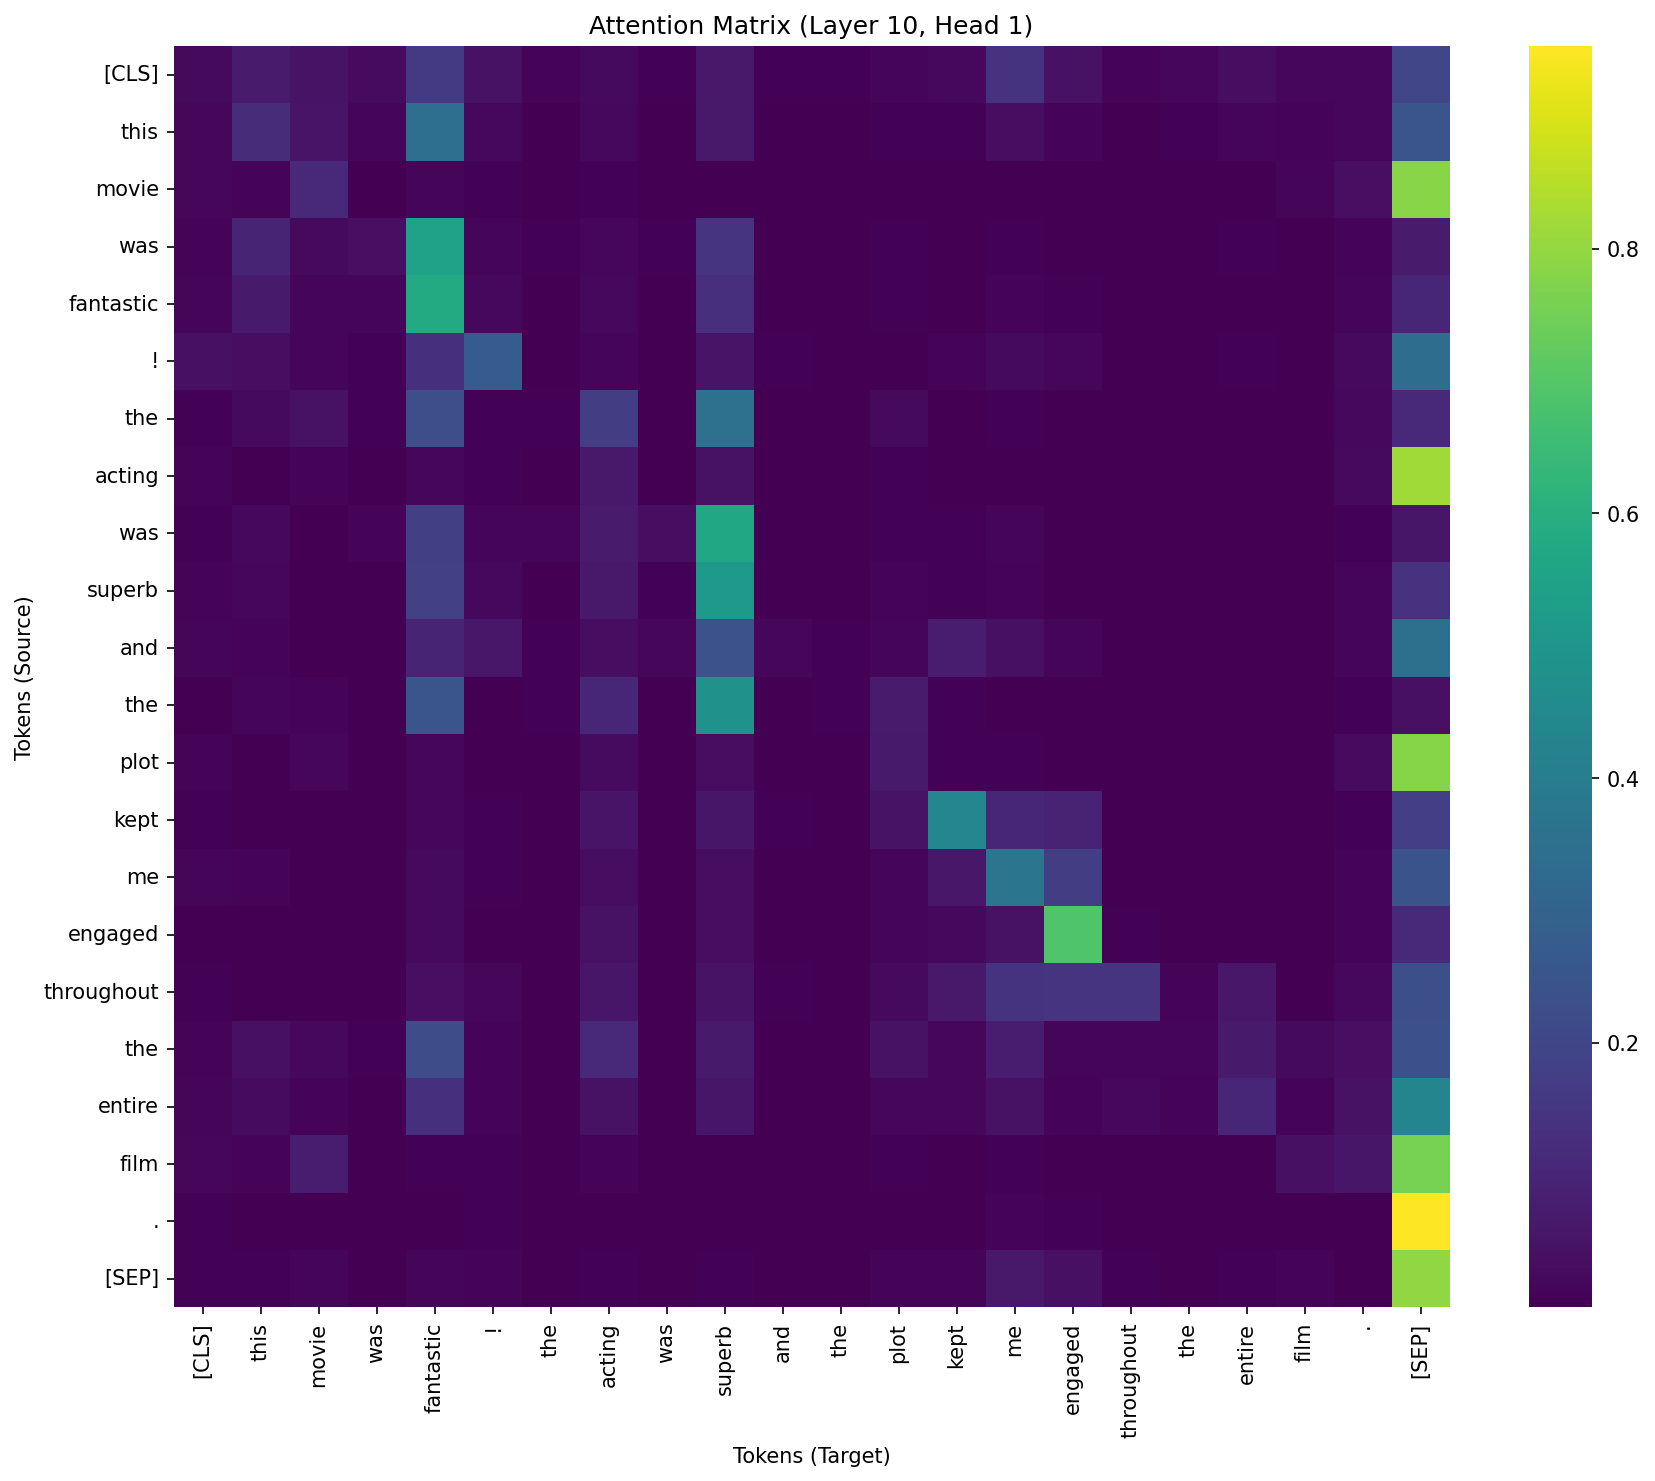 Attention Matrix (Layer 10, Head 1)
Tokens (Source)
[CLS]
this
movie
was
fantastic
!
the
acting
was
superb
and
the
plot
kept
me
engaged
throughout
the
entire
film
.
[SEP]
[CLS]
this
movie
was
fantastic
!
the
acting
was
superb
and
the
plot
kept
me
engaged
throughout
the
entire
film
.
[SEP]
Tokens (Target)
0.8
0.6
0.4
0.2